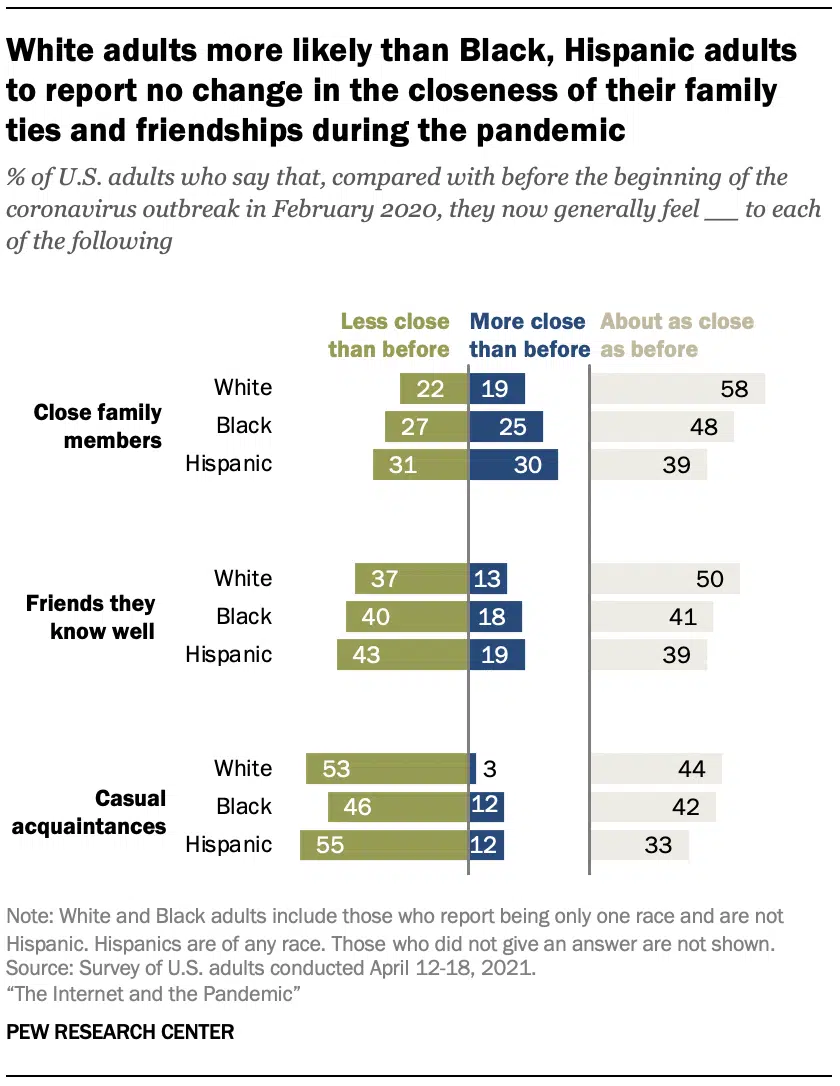 White adults more likely than Black, Hispanic adults
to report no change in the closeness of their family
ties and friendships during the pandemic
% of U.S. adults who say that, compared with before the beginning of the
coronavirus outbreak in February 2020, they now generally feel ___ to each
of the following
Less close
than before
More close
than before
About as close
as before
Close family
members
White 22 19 58
Black 27 25 48
Hispanic 31 30 39
Friends they
know well
White 37 13 50
Black 40 18 41
Hispanic 43 19 39
Casual
acquaintances
White 53 3 44
Black 46 12 42
Hispanic 55 12 33
Note: White and Black adults include those who report being only one race and are not
Hispanic. Hispanics are of any race. Those who did not give an answer are not shown.
Source: Survey of U.S. adults conducted April 12-18, 2021.
“The Internet and the Pandemic”
PEW RESEARCH CENTER